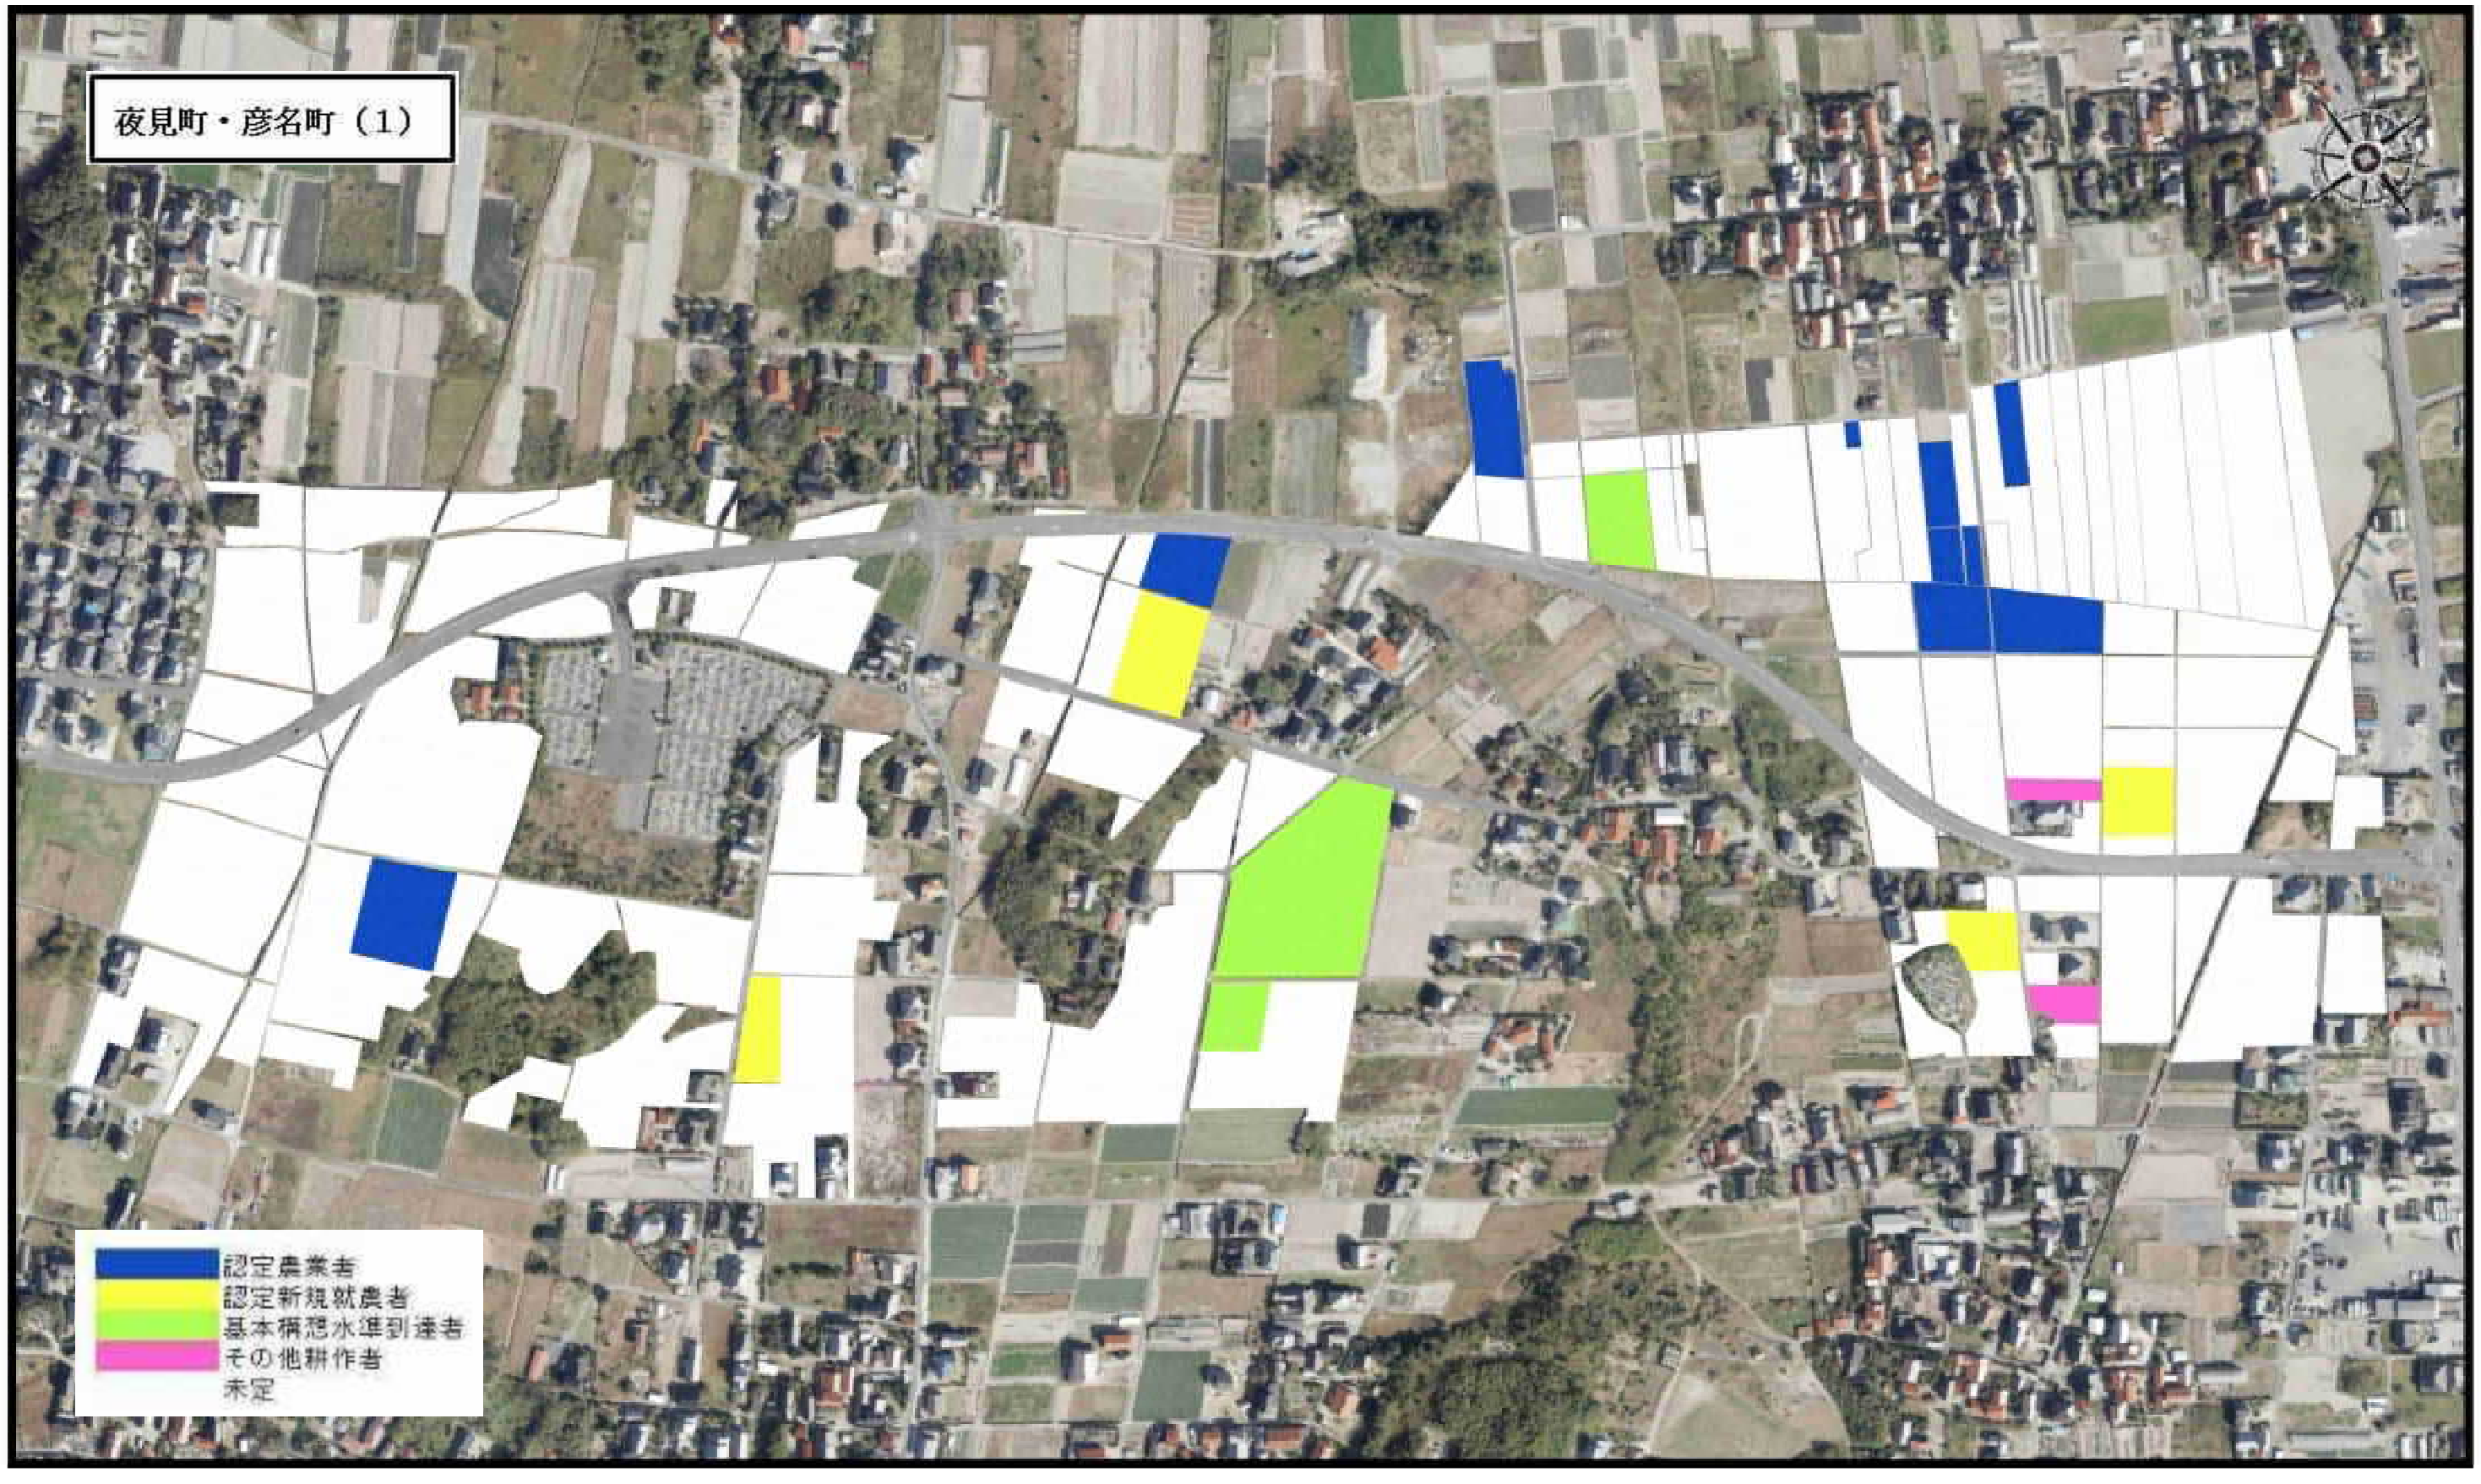 夜見町・彦名町（１）
認定農業者
認定新規就農者
基本構想水準到達者
その他耕作者
未定